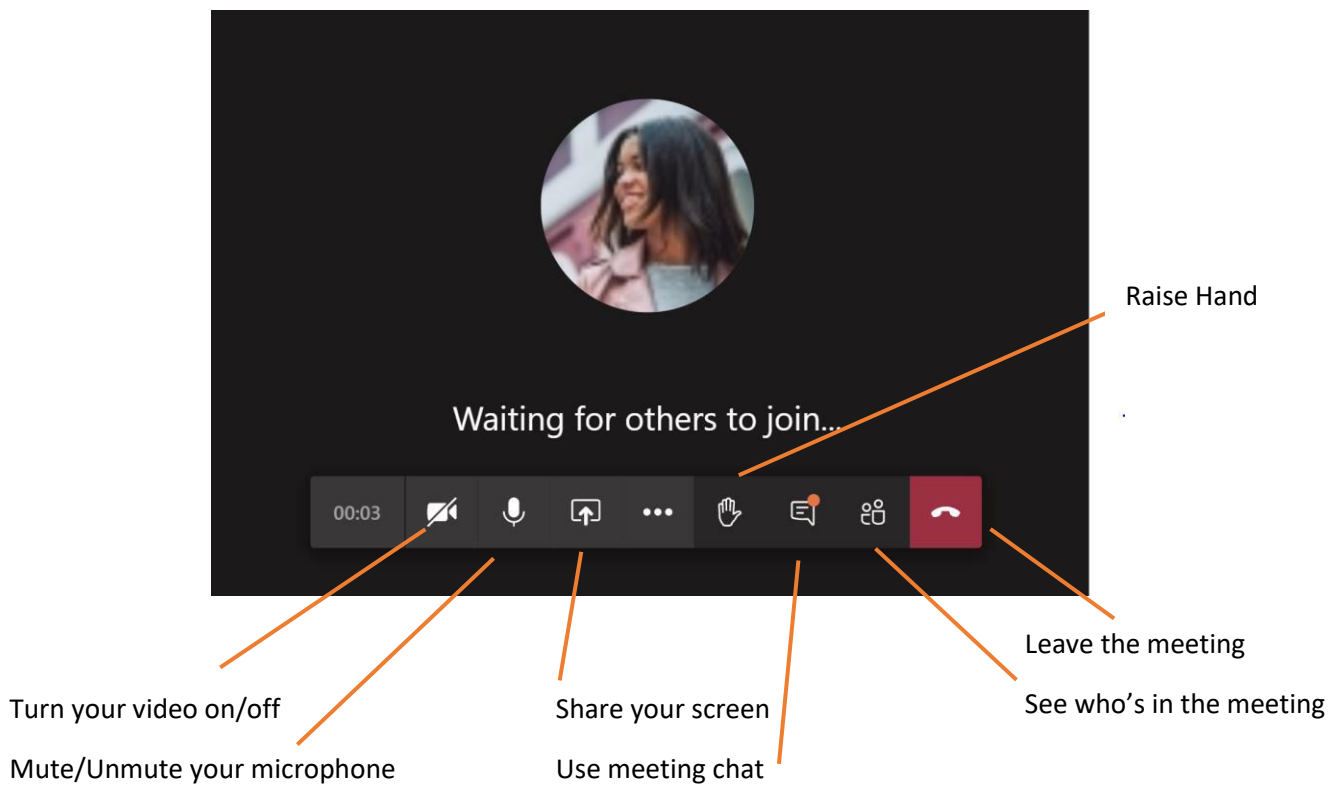 Raise Hand
Waiting for others to join...
00:03
Leave the meeting
Turn your video on/off
Share your screen
See who's in the meeting
Mute/Unmute your microphone
Use meeting chat